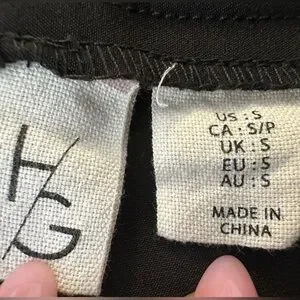 H/G
US : S
CA : S/P
UK : S
EU : S
AU : S
MADE IN
CHINA